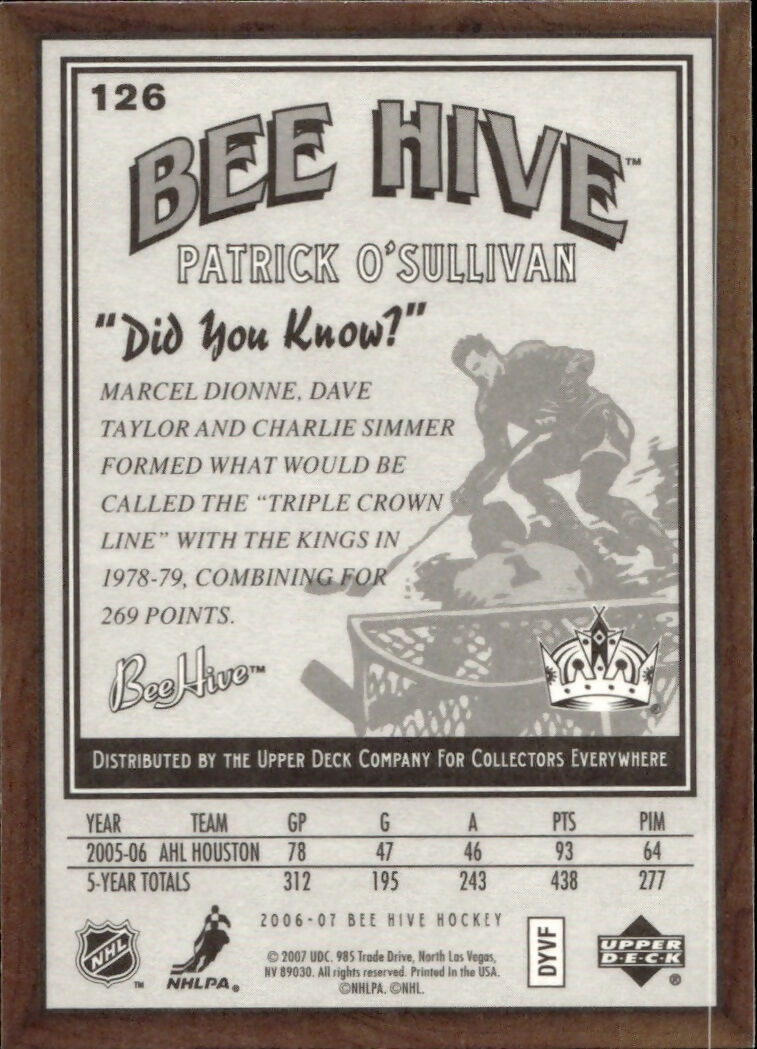 126
BEE HIVE™
PATRICK O'SULLIVAN
"Did You Know?"
MARCEL DIONNE, DAVE
TAYLOR AND CHARLIE SIMMER
FORMED WHAT WOULD BE
CALLED THE "TRIPLE CROWN
LINE" WITH THE KINGS IN
1978-79, COMBINING FOR
269 POINTS.
BeeHive™
DISTRIBUTED BY THE UPPER DECK COMPANY FOR COLLECTORS EVERYWHERE
YEAR TEAM GP G A PTS PIM
2005-06 AHL HOUSTON 78 47 46 93 64
5-YEAR TOTALS 312 195 243 438 277
2006-07 BEE HIVE HOCKEY
NHL ™
NHLPA®
© 2007 UDC. 985 Trade Drive, North Las Vegas,
NV 89030. All rights reserved. Printed in the USA.
©NHLPA. ©NHL.
DYVF
UPPER
D·E·C·K ®